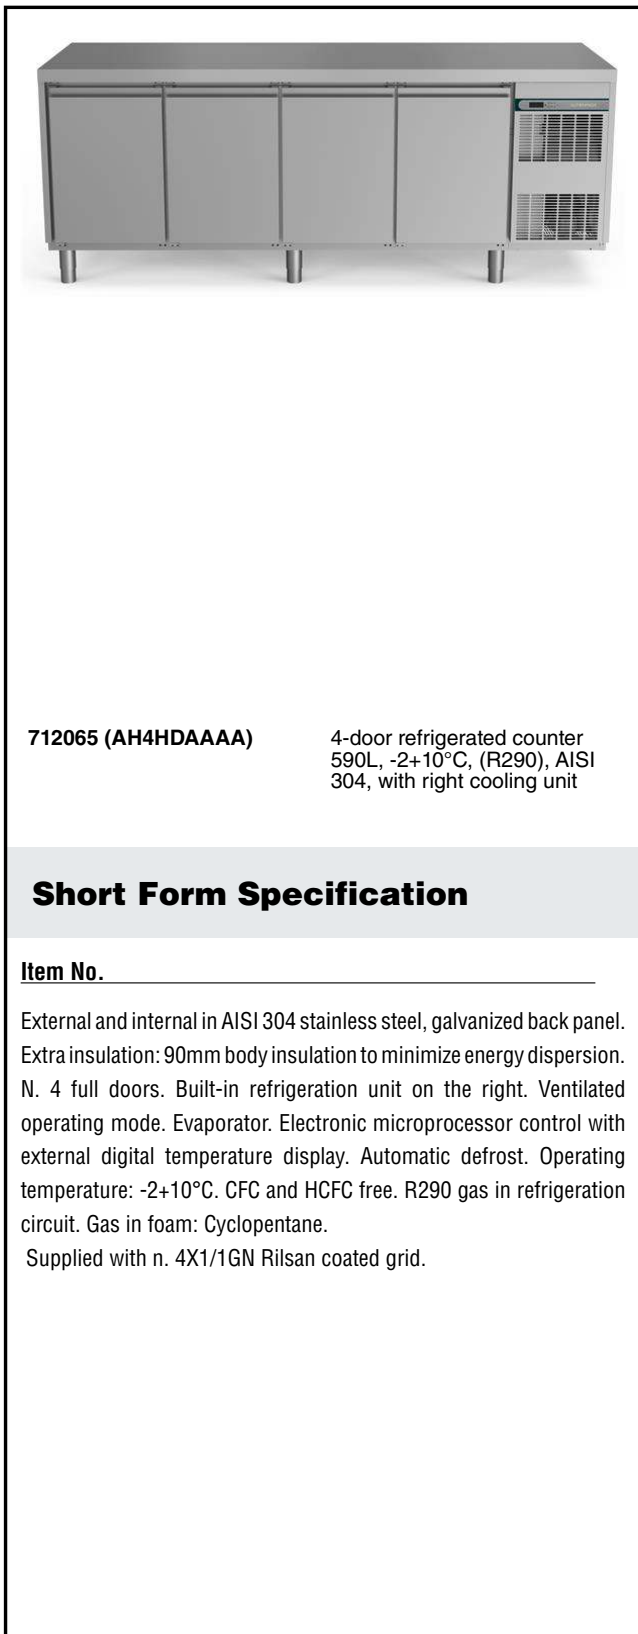 712065 (AH4HDAAAA)
4-door refrigerated counter
590L, -2+10°C, (R290), AISI
304, with right cooling unit
Short Form Specification
Item No.
External and internal in AISI 304 stainless steel, galvanized back panel.
Extra insulation: 90mm body insulation to minimize energy dispersion.
N. 4 full doors. Built-in refrigeration unit on the right. Ventilated
operating mode. Evaporator. Electronic microprocessor control with
external digital temperature display. Automatic defrost. Operating
temperature: -2+10°C. CFC and HCFC free. R290 gas in refrigeration
circuit. Gas in foam: Cyclopentane.
Supplied with n. 4X1/1GN Rilsan coated grid.